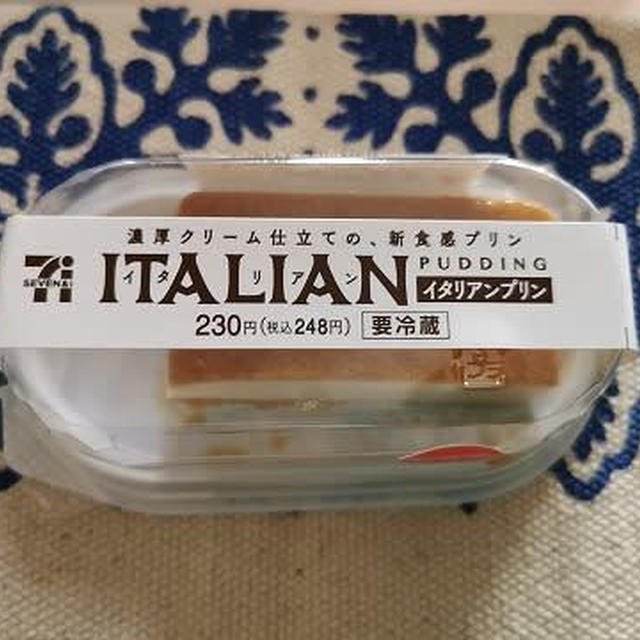 濃厚クリーム仕立ての、新食感プリン
SEVEN&i
ITALIAN
イタリアン
PUDDING
イタリアンプリン
230円(税込248円) 要冷蔵